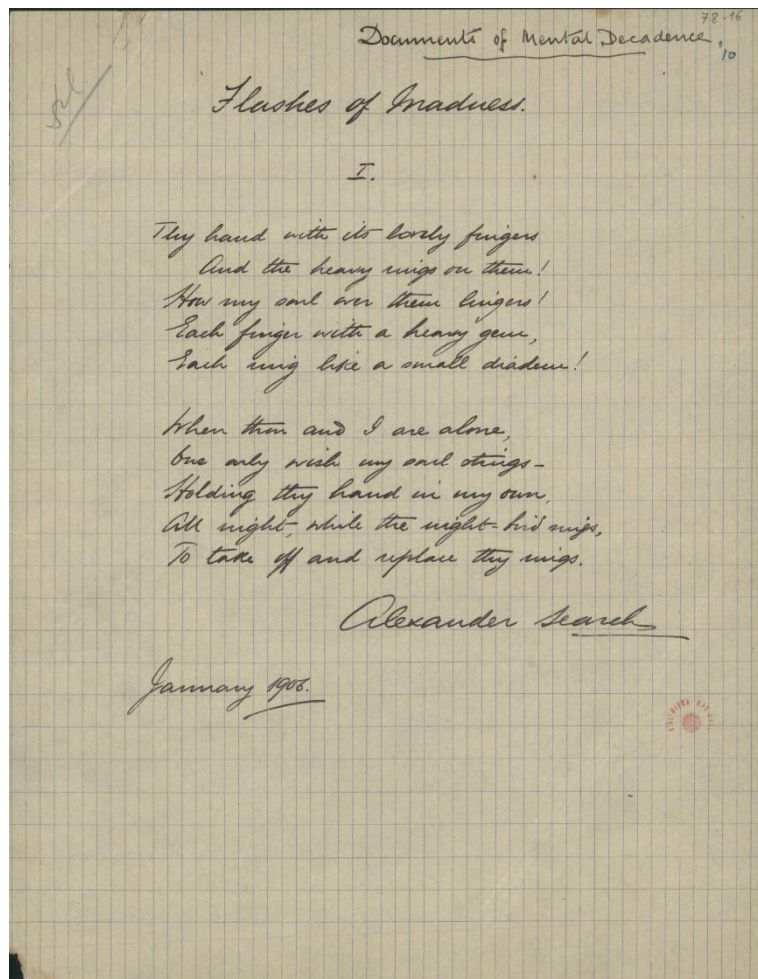 78-16
Documents of Mental Decadence,
10
Flashes of Madness.
I.
Thy hand with its lovely fingers
And the heavy rings on them!
How my soul over them lingers!
Each finger with a heavy gem,
Each ring like a small diadem!
When thou and I are alone,
One only wish my soul stings –
Holding thy hand in my own,
All night, while the night-bird sings,
To take off and replace thy rings.
Alexander Search
January 1906.